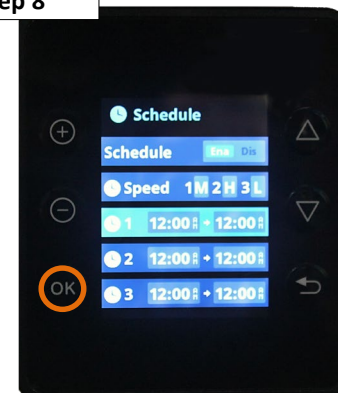 ep 8
Schedule
Schedule Ena Dis
Speed 1 M 2 H 3 L
1 12:00 12:00
2 12:00 12:00
3 12:00 12:00
OK